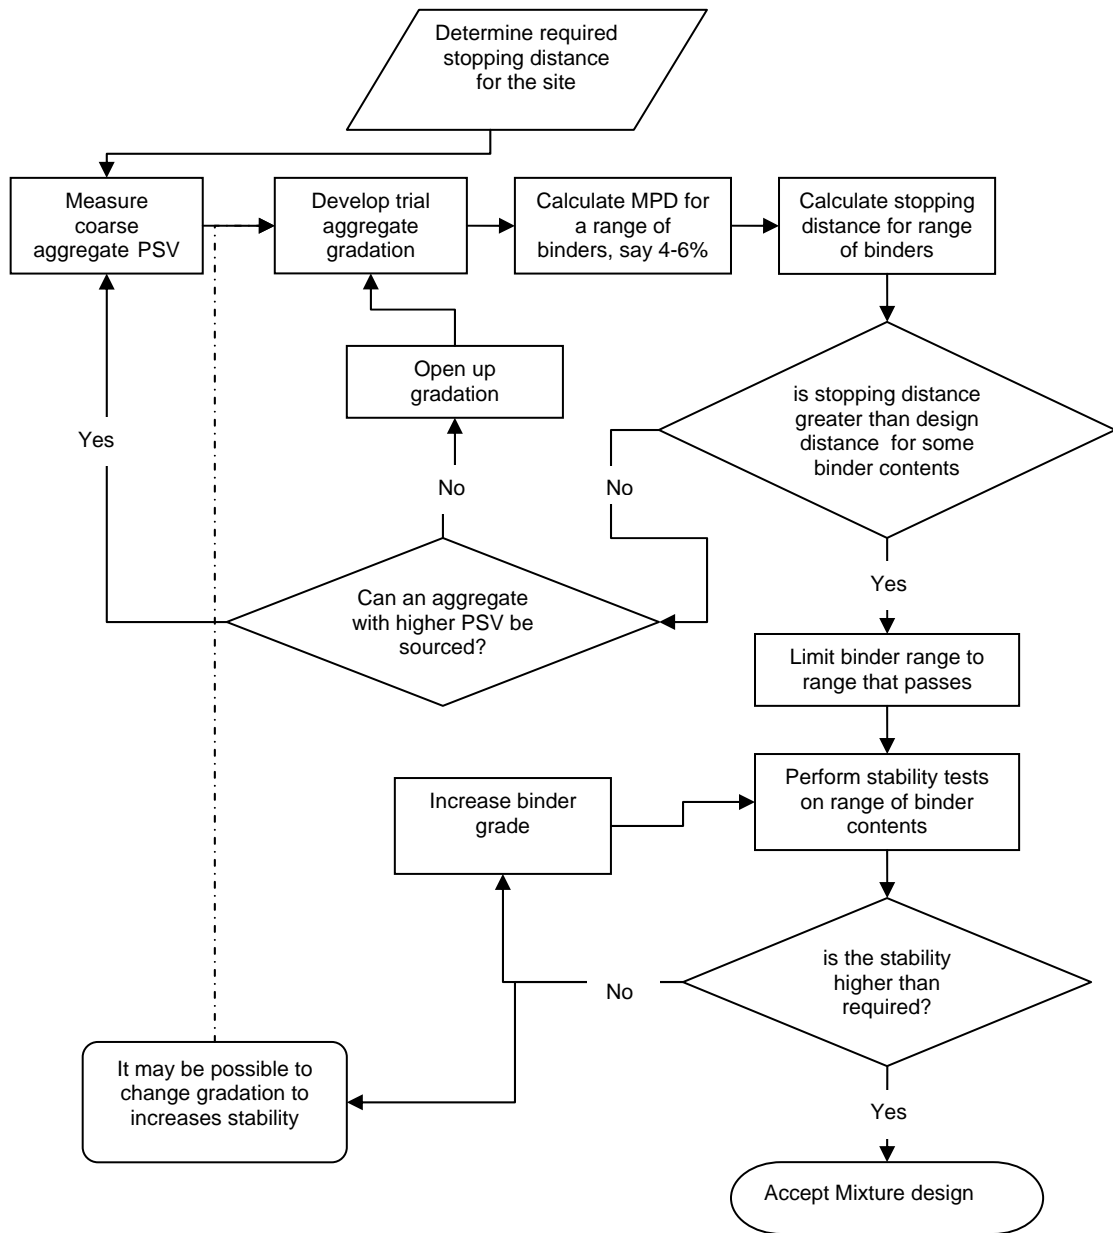 Determine required
stopping distance
for the site
Measure
coarse
aggregate PSV
Develop trial
aggregate
gradation
Calculate MPD for
a range of
binders, say 4-6%
Calculate stopping
distance for range
of binders
Open up
gradation
is stopping distance
greater than design
distance for some
binder contents
Yes
No
No
Can an aggregate
with higher PSV be
sourced?
Yes
Limit binder range to
range that passes
Increase binder
grade
Perform stability tests
on range of binder
contents
is the stability
higher than
required?
No
It may be possible to
change gradation to
increases stability
Yes
Accept Mixture design